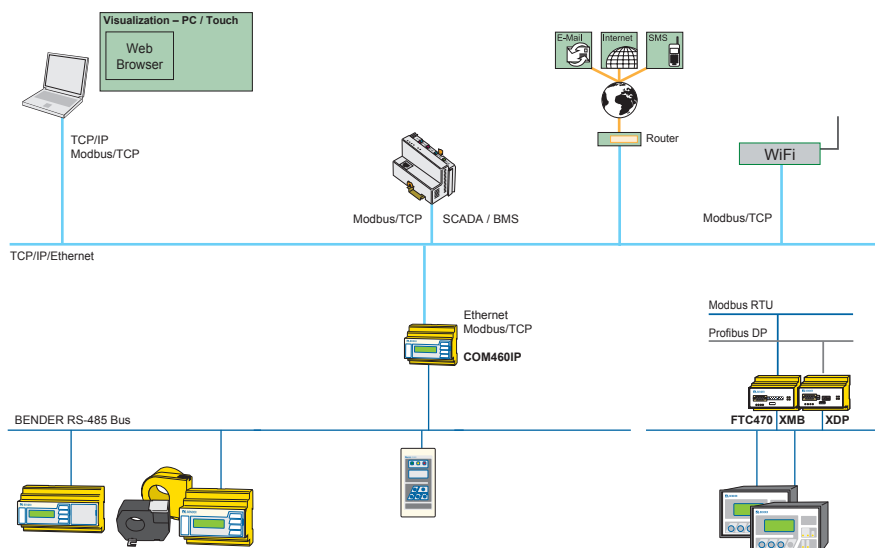 Visualization – PC / Touch
Web
Browser
E-Mail
Internet
SMS
TCP/IP
Modbus/TCP
Router
WiFi
Modbus/TCP
SCADA / BMS
Modbus/TCP
TCP/IP/Ethernet
Ethernet
Modbus/TCP
COM460IP
Modbus RTU
Profibus DP
BENDER RS-485 Bus
FTC470
XMB
XDP